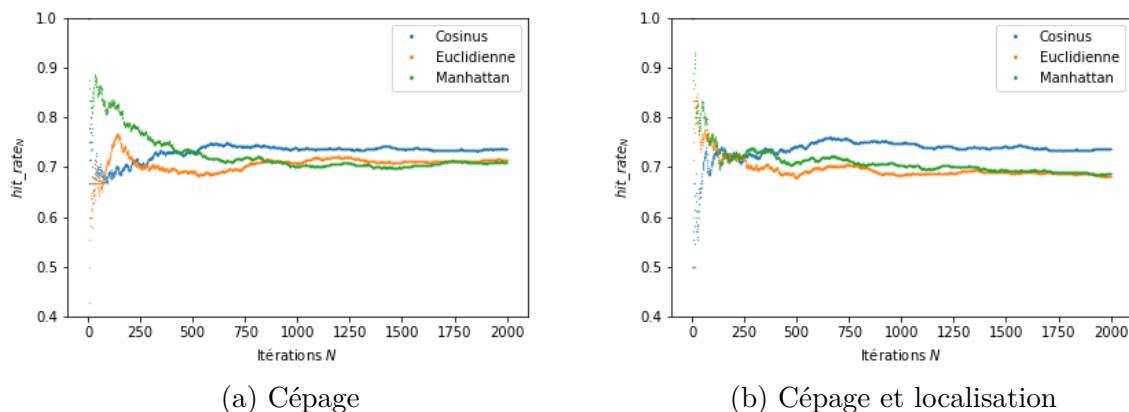 1.0
0.9
0.8
0.7
0.6
0.5
0.4
hit_rate_N
Cosinus
Euclidienne
Manhattan
0 250 500 750 1000 1250 1500 1750 2000
Itérations N
(a) Cépage
1.0
0.9
0.8
0.7
0.6
0.5
0.4
hit_rate_N
Cosinus
Euclidienne
Manhattan
0 250 500 750 1000 1250 1500 1750 2000
Itérations N
(b) Cépage et localisation